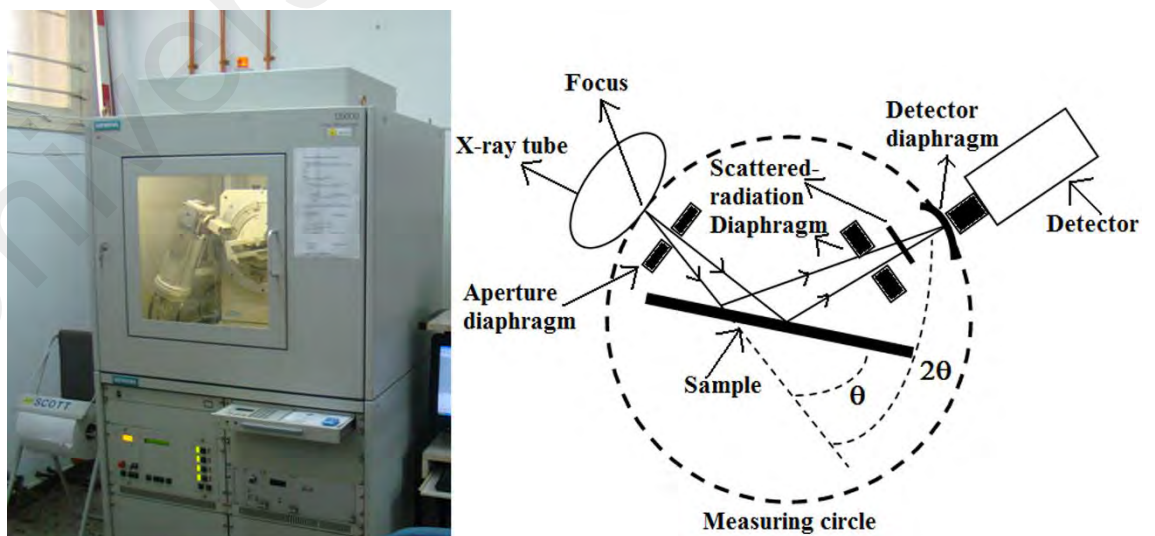 SIEMENS
D5000
SCOTT
Focus
X-ray tube
Detector
diaphragm
Scattered-
radiation
Diaphragm
Detector
Aperture
diaphragm
Sample
θ
2θ
Measuring circle